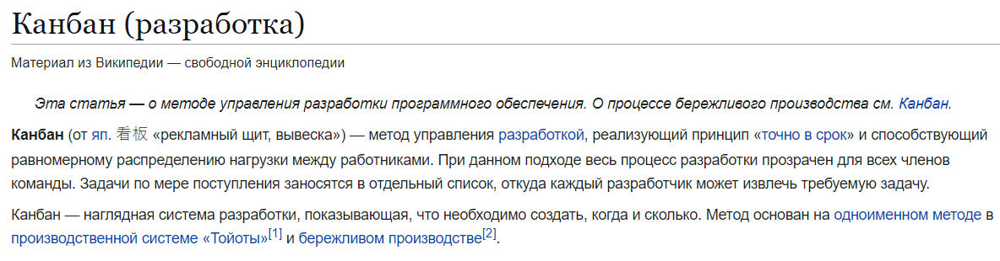 Канбан (разработка)
Материал из Википедии — свободной энциклопедии
Эта статья — о методе управления разработки программного обеспечения. О процессе бережливого производства см. Канбан.
Канбан (от яп. 看板 «рекламный щит, вывеска») — метод управления разработкой, реализующий принцип «точно в срок» и способствующий
равномерному распределению нагрузки между работниками. При данном подходе весь процесс разработки прозрачен для всех членов
команды. Задачи по мере поступления заносятся в отдельный список, откуда каждый разработчик может извлечь требуемую задачу.
Канбан — наглядная система разработки, показывающая, что необходимо создать, когда и сколько. Метод основан на одноименном методе в
производственной системе «Тойоты»[1] и бережливом производстве[2].